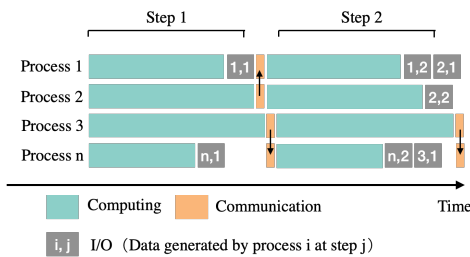 Step 1 Step 2
Process 1 1,1 1,2 2,1
Process 2 2,2
Process 3
Process n n,1 n,2 3,1
Computing Communication Time
i, j I/O（Data generated by process i at step j）